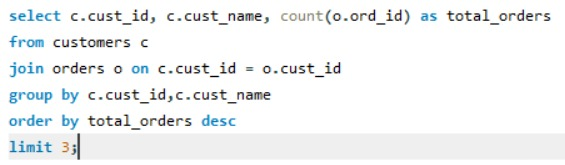 select c.cust_id, c.cust_name, count(o.ord_id) as total_orders
from customers c
join orders o on c.cust_id = o.cust_id
group by c.cust_id,c.cust_name
order by total_orders desc
limit 3;